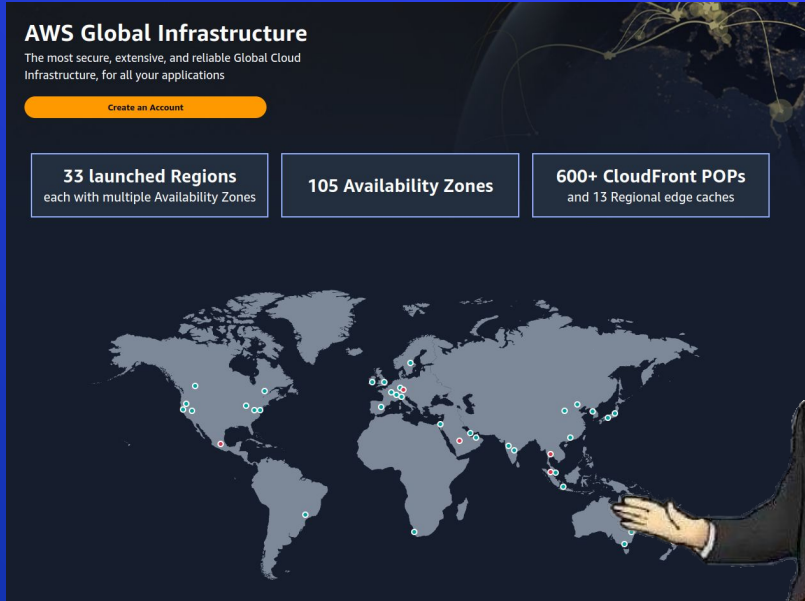 AWS Global Infrastructure
The most secure, extensive, and reliable Global Cloud
Infrastructure, for all your applications
Create an Account
33 launched Regions
each with multiple Availability Zones
105 Availability Zones
600+ CloudFront POPs
and 13 Regional edge caches